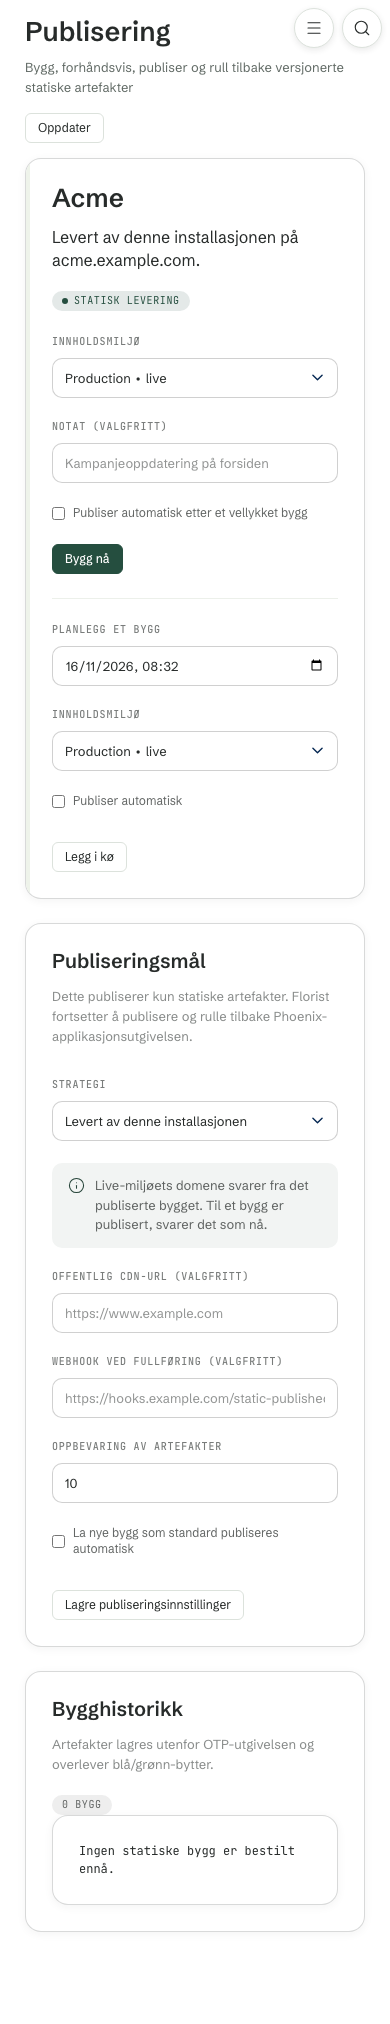 Publisering
Bygg, forhåndsvis, publiser og rull tilbake versjonerte
statiske artefakter
Oppdater
Acme
Levert av denne installasjonen på
acme.example.com.
STATISK LEVERING
INNHOLDSMILJØ
Production • live
NOTAT (VALGFRITT)
Kampanjeoppdatering på forsiden
Publiser automatisk etter et vellykket bygg
Bygg nå
PLANLEGG ET BYGG
16/11/2026, 08:32
INNHOLDSMILJØ
Production • live
Publiser automatisk
Legg i kø
Publiseringsmål
Dette publiserer kun statiske artefakter. Florist
fortsetter å publisere og rulle tilbake Phoenix-
applikasjonsutgivelsen.
STRATEGI
Levert av denne installasjonen
Live-miljøets domene svarer fra det
publiserte bygget. Til et bygg er
publisert, svarer det som nå.
OFFENTLIG CDN-URL (VALGFRITT)
https://www.example.com
WEBHOOK VED FULLFØRING (VALGFRITT)
https://hooks.example.com/static-published
OPPBEVARING AV ARTEFAKTER
10
La nye bygg som standard publiseres
automatisk
Lagre publiseringsinnstillinger
Bygghistorikk
Artefakter lagres utenfor OTP-utgivelsen og
overlever blå/grønn-bytter.
0 BYGG
Ingen statiske bygg er bestilt
ennå.